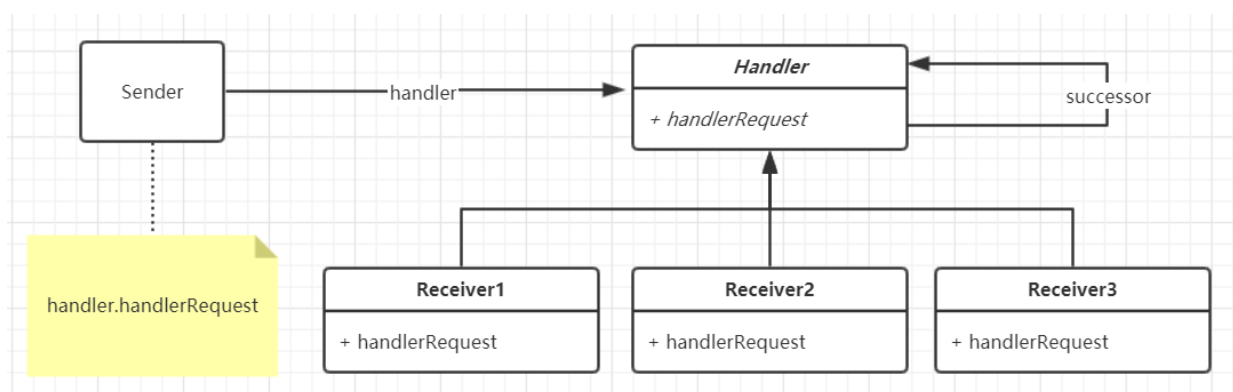 Sender
handler
Handler
+ handlerRequest
successor
handler.handlerRequest
Receiver1
+ handlerRequest
Receiver2
+ handlerRequest
Receiver3
+ handlerRequest